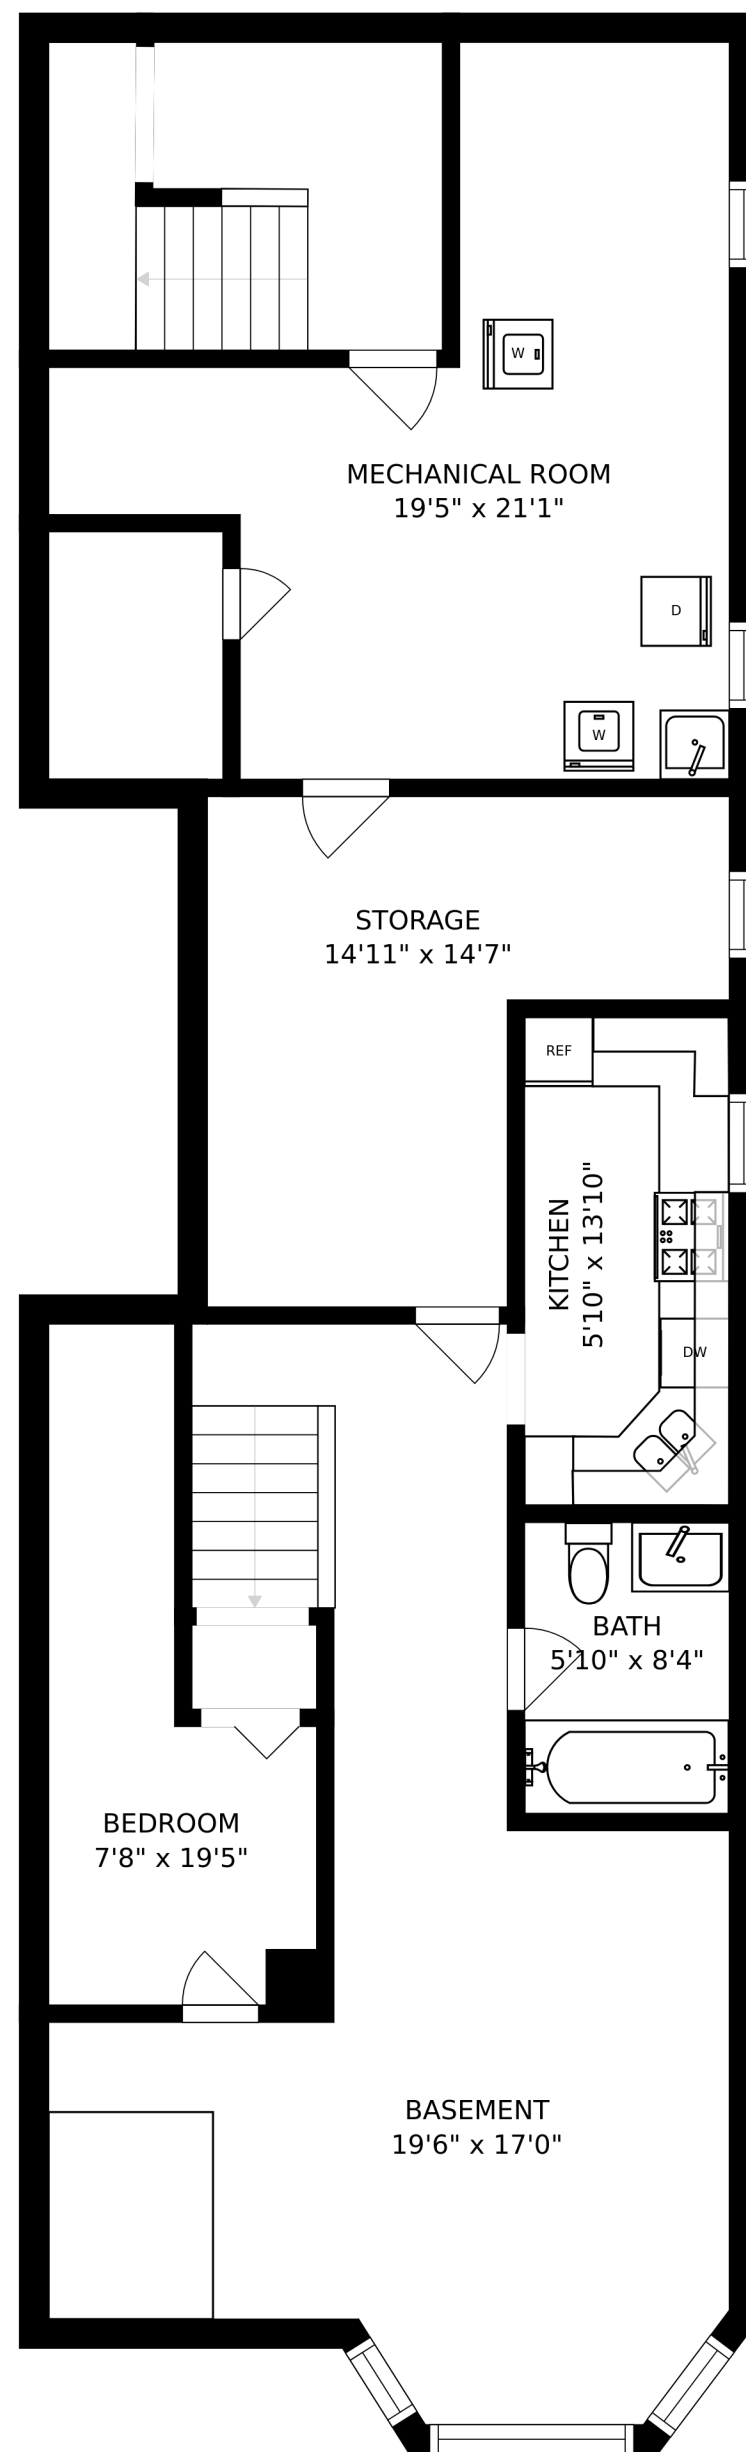 W
MECHANICAL ROOM
19'5" x 21'1"
D
W
STORAGE
14'11" x 14'7"
REF
KITCHEN
5'10" x 13'10"
DW
BATH
5'10" x 8'4"
BEDROOM
7'8" x 19'5"
BASEMENT
19'6" x 17'0"